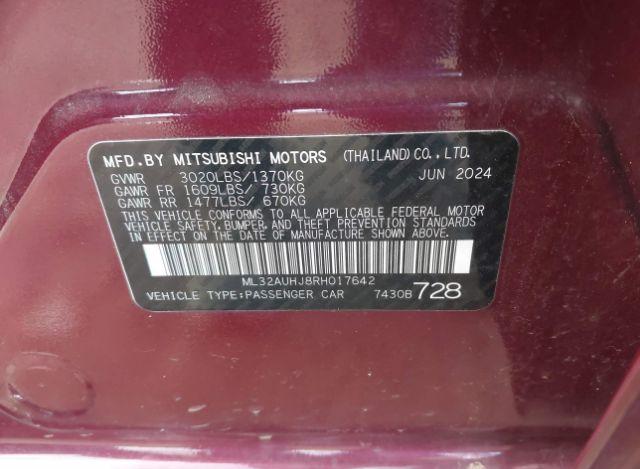 MFD.BY MITSUBISHI MOTORS (THAILAND)CO.,LTD.
GVWR 3020LBS/1370KG JUN 2024
GAWR FR 1609LBS/ 730KG
GAWR RR 1477LBS/ 670KG
THIS VEHICLE CONFORMS TO ALL APPLICABLE FEDERAL MOTOR
VEHICLE SAFETY, BUMPER, AND THEFT PREVENTION STANDARDS
IN EFFECT ON THE DATE OF MANUFACTURE SHOWN ABOVE.
ML32AUHJ8RH017642
VEHICLE TYPE:PASSENGER CAR 7430B 728